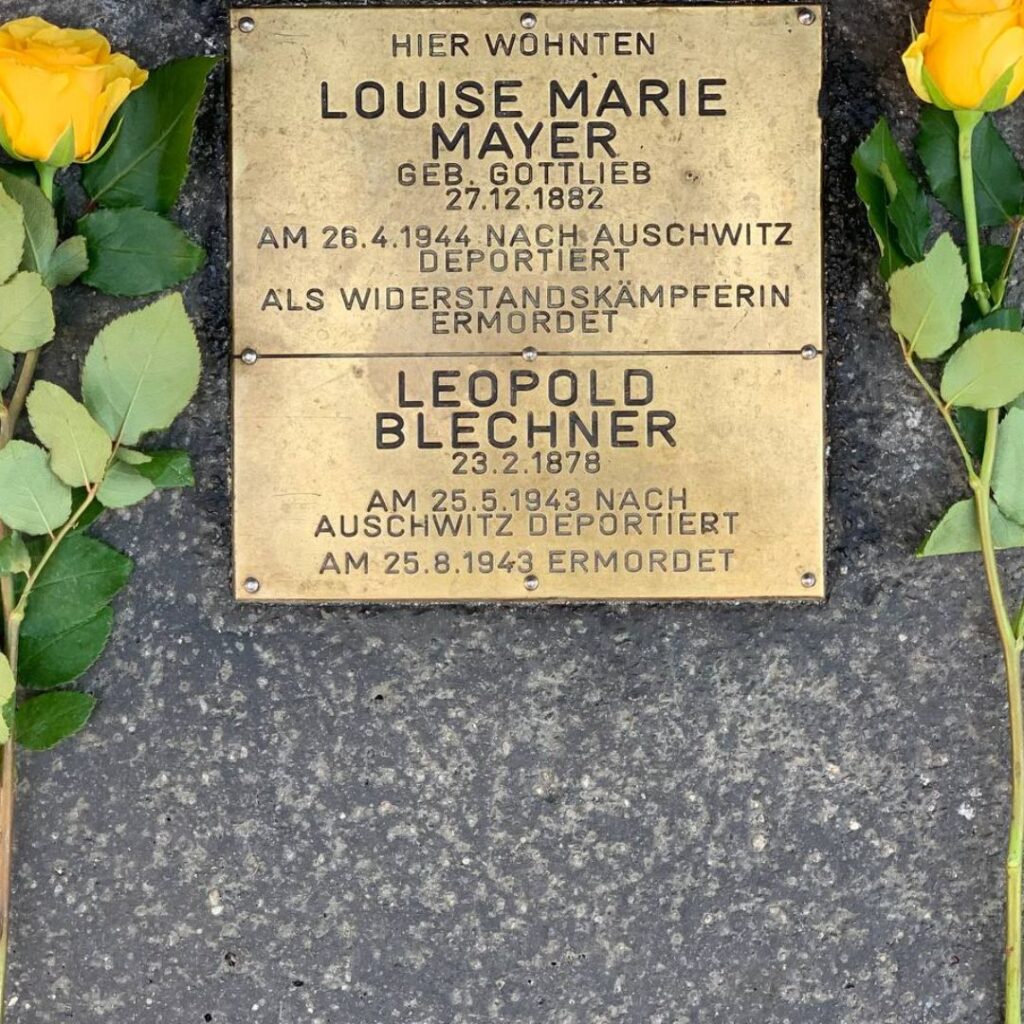 HIER WOHNTEN
LOUISE MARIE
MAYER
GEB. GOTTLIEB
27.12.1882
AM 26.4.1944 NACH AUSCHWITZ
DEPORTIERT
ALS WIDERSTANDSKÄMPFERIN
ERMORDET
LEOPOLD
BLECHNER
23.2.1878
AM 25.5.1943 NACH
AUSCHWITZ DEPORTIERT
AM 25.8.1943 ERMORDET